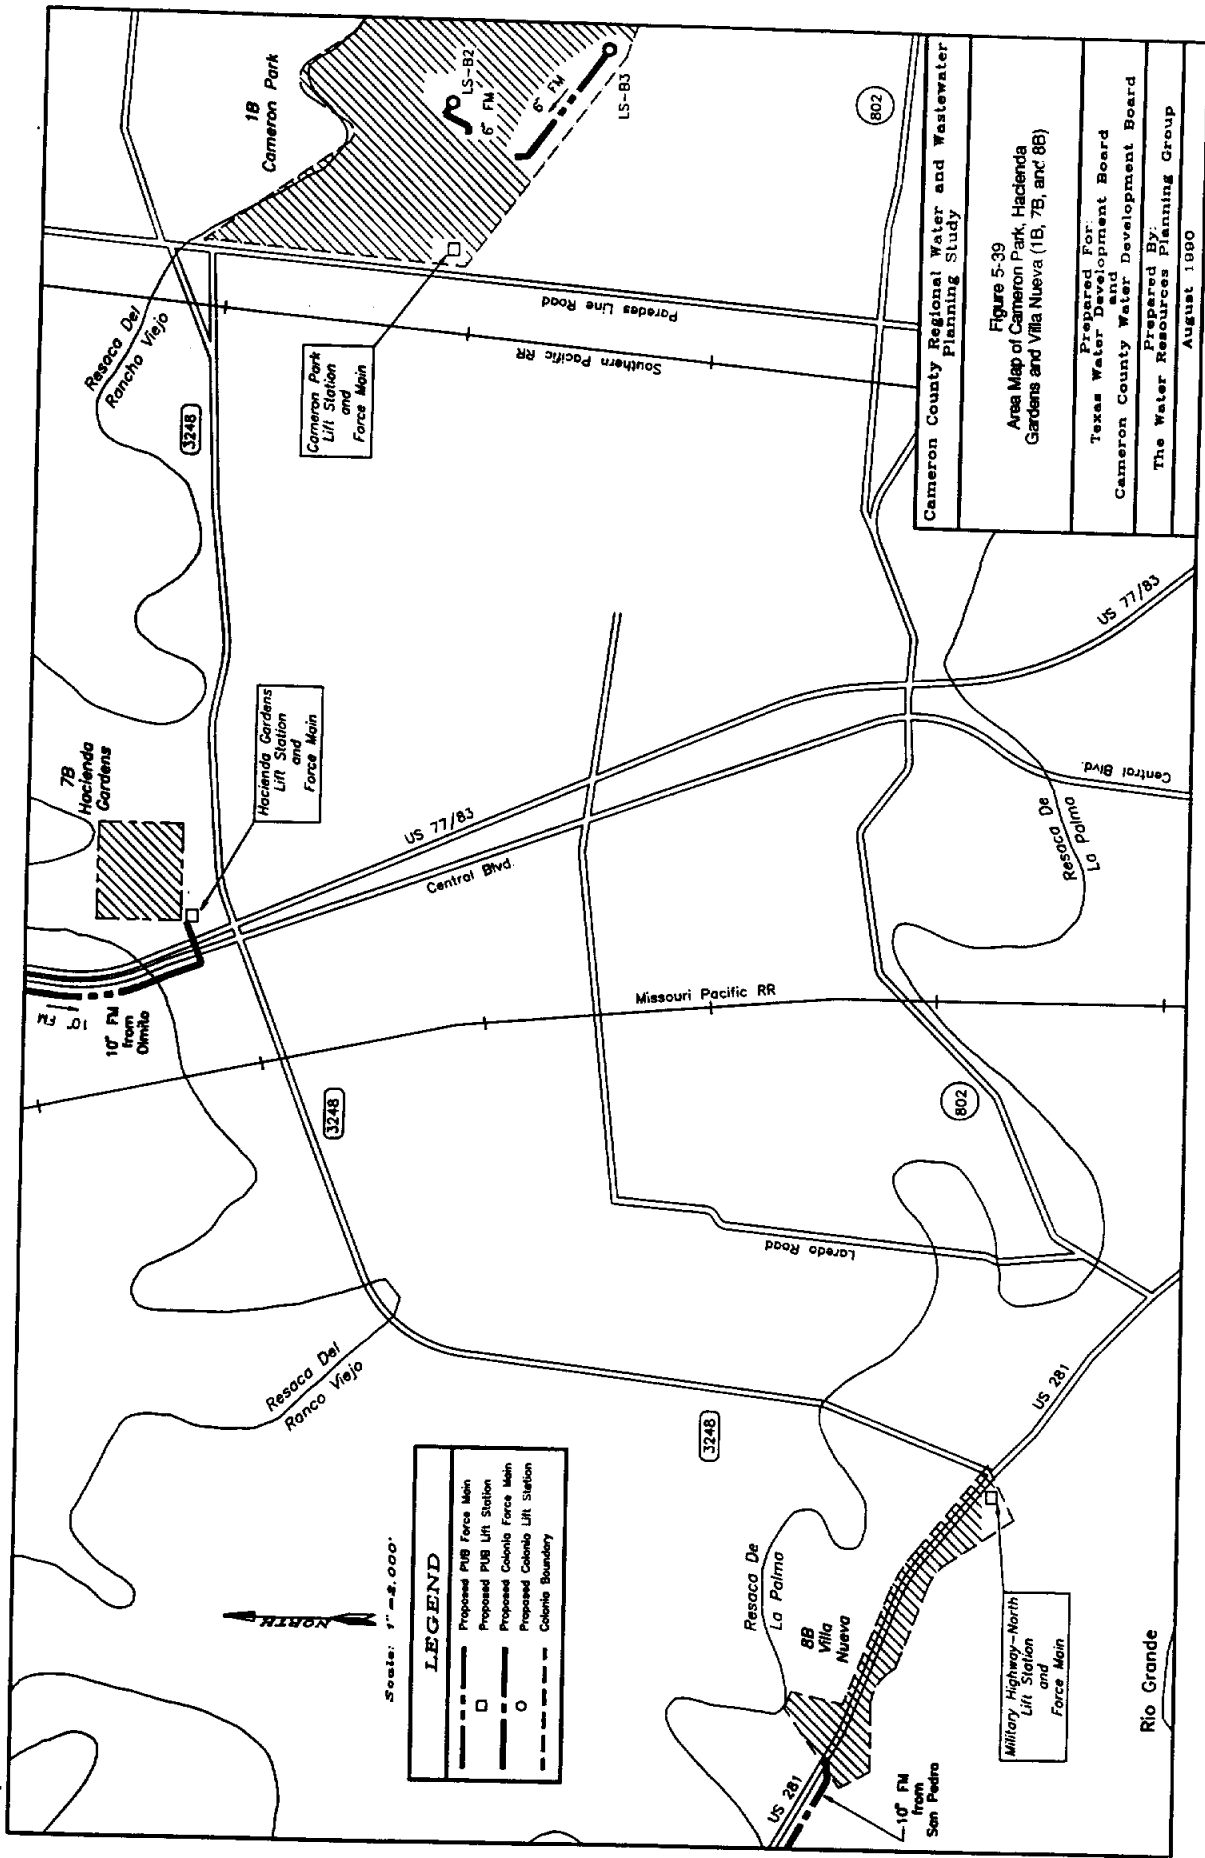 1B
Cameron Park
LS-B2
6" FM
6" FM
LS-B3
802
Resaca Del
Rancho Viejo
3248
Paredes Line Road
Southern Pacific RR
Cameron Park
Lift Station
and
Force Main
7B
Hacienda
Gardens
Hacienda Gardens
Lift Station
and
Force Main
US 77/83
Central Blvd.
US 77/83
Central Blvd.
Resaca De
La Palma
10" FM
10" FM
from
Olmito
Missouri Pacific RR
3248
802
Laredo Road
Resaca Del
Ranco Viejo
3248
US 281
Resaca De
La Palma
8B
Villa
Nueva
Military Highway-North
Lift Station
and
Force Main
US 281
10" FM
from
San Pedro
Rio Grande
NORTH
Scale: 1"=2,000'
LEGEND
Proposed PUB Force Main
Proposed PUB Lift Station
Proposed Colonia Force Main
Proposed Colonia Lift Station
Colonia Boundary
Cameron County Regional Water and Wastewater
Planning Study
Figure 5-39
Area Map of Cameron Park, Hacienda
Gardens and Villa Nueva (1B, 7B, and 8B)
Prepared For:
Texas Water Development Board
and
Cameron County Water Development Board
Prepared By:
The Water Resources Planning Group
August 1990